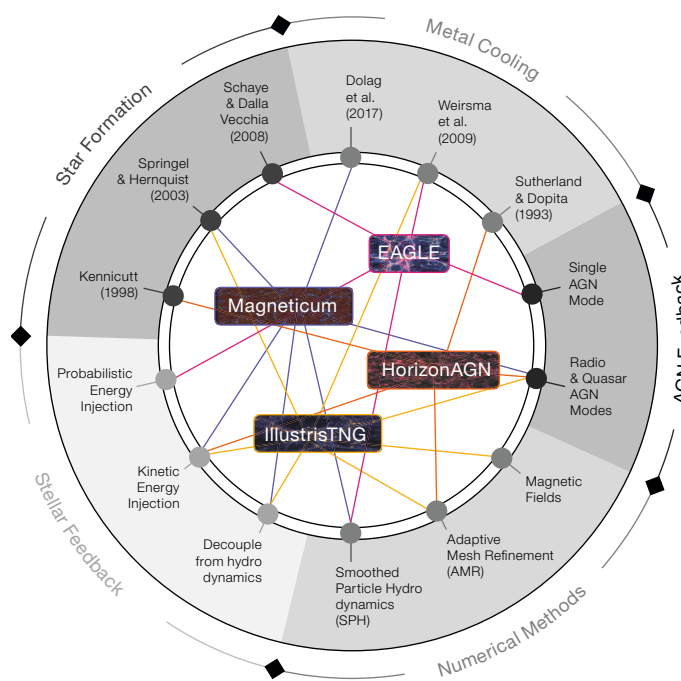 Metal Cooling
Star Formation
Schaye
& Dalla
Vecchia
(2008)
Dolag
et al.
(2017)
Weirsma
et al.
(2009)
Springel
& Hernquist
(2003)
Sutherland
& Dopita
(1993)
Kennicutt
(1998)
EAGLE
Single
AGN
Mode
Magneticum
HorizonAGN
Radio
& Quasar
AGN
Modes
Probabilistic
Energy
Injection
IllustrisTNG
Kinetic
Energy
Injection
Magnetic
Fields
Decouple
from hydro
dynamics
Smoothed
Particle Hydro
dynamics
(SPH)
Adaptive
Mesh Refinement
(AMR)
Stellar Feedback
Numerical Methods